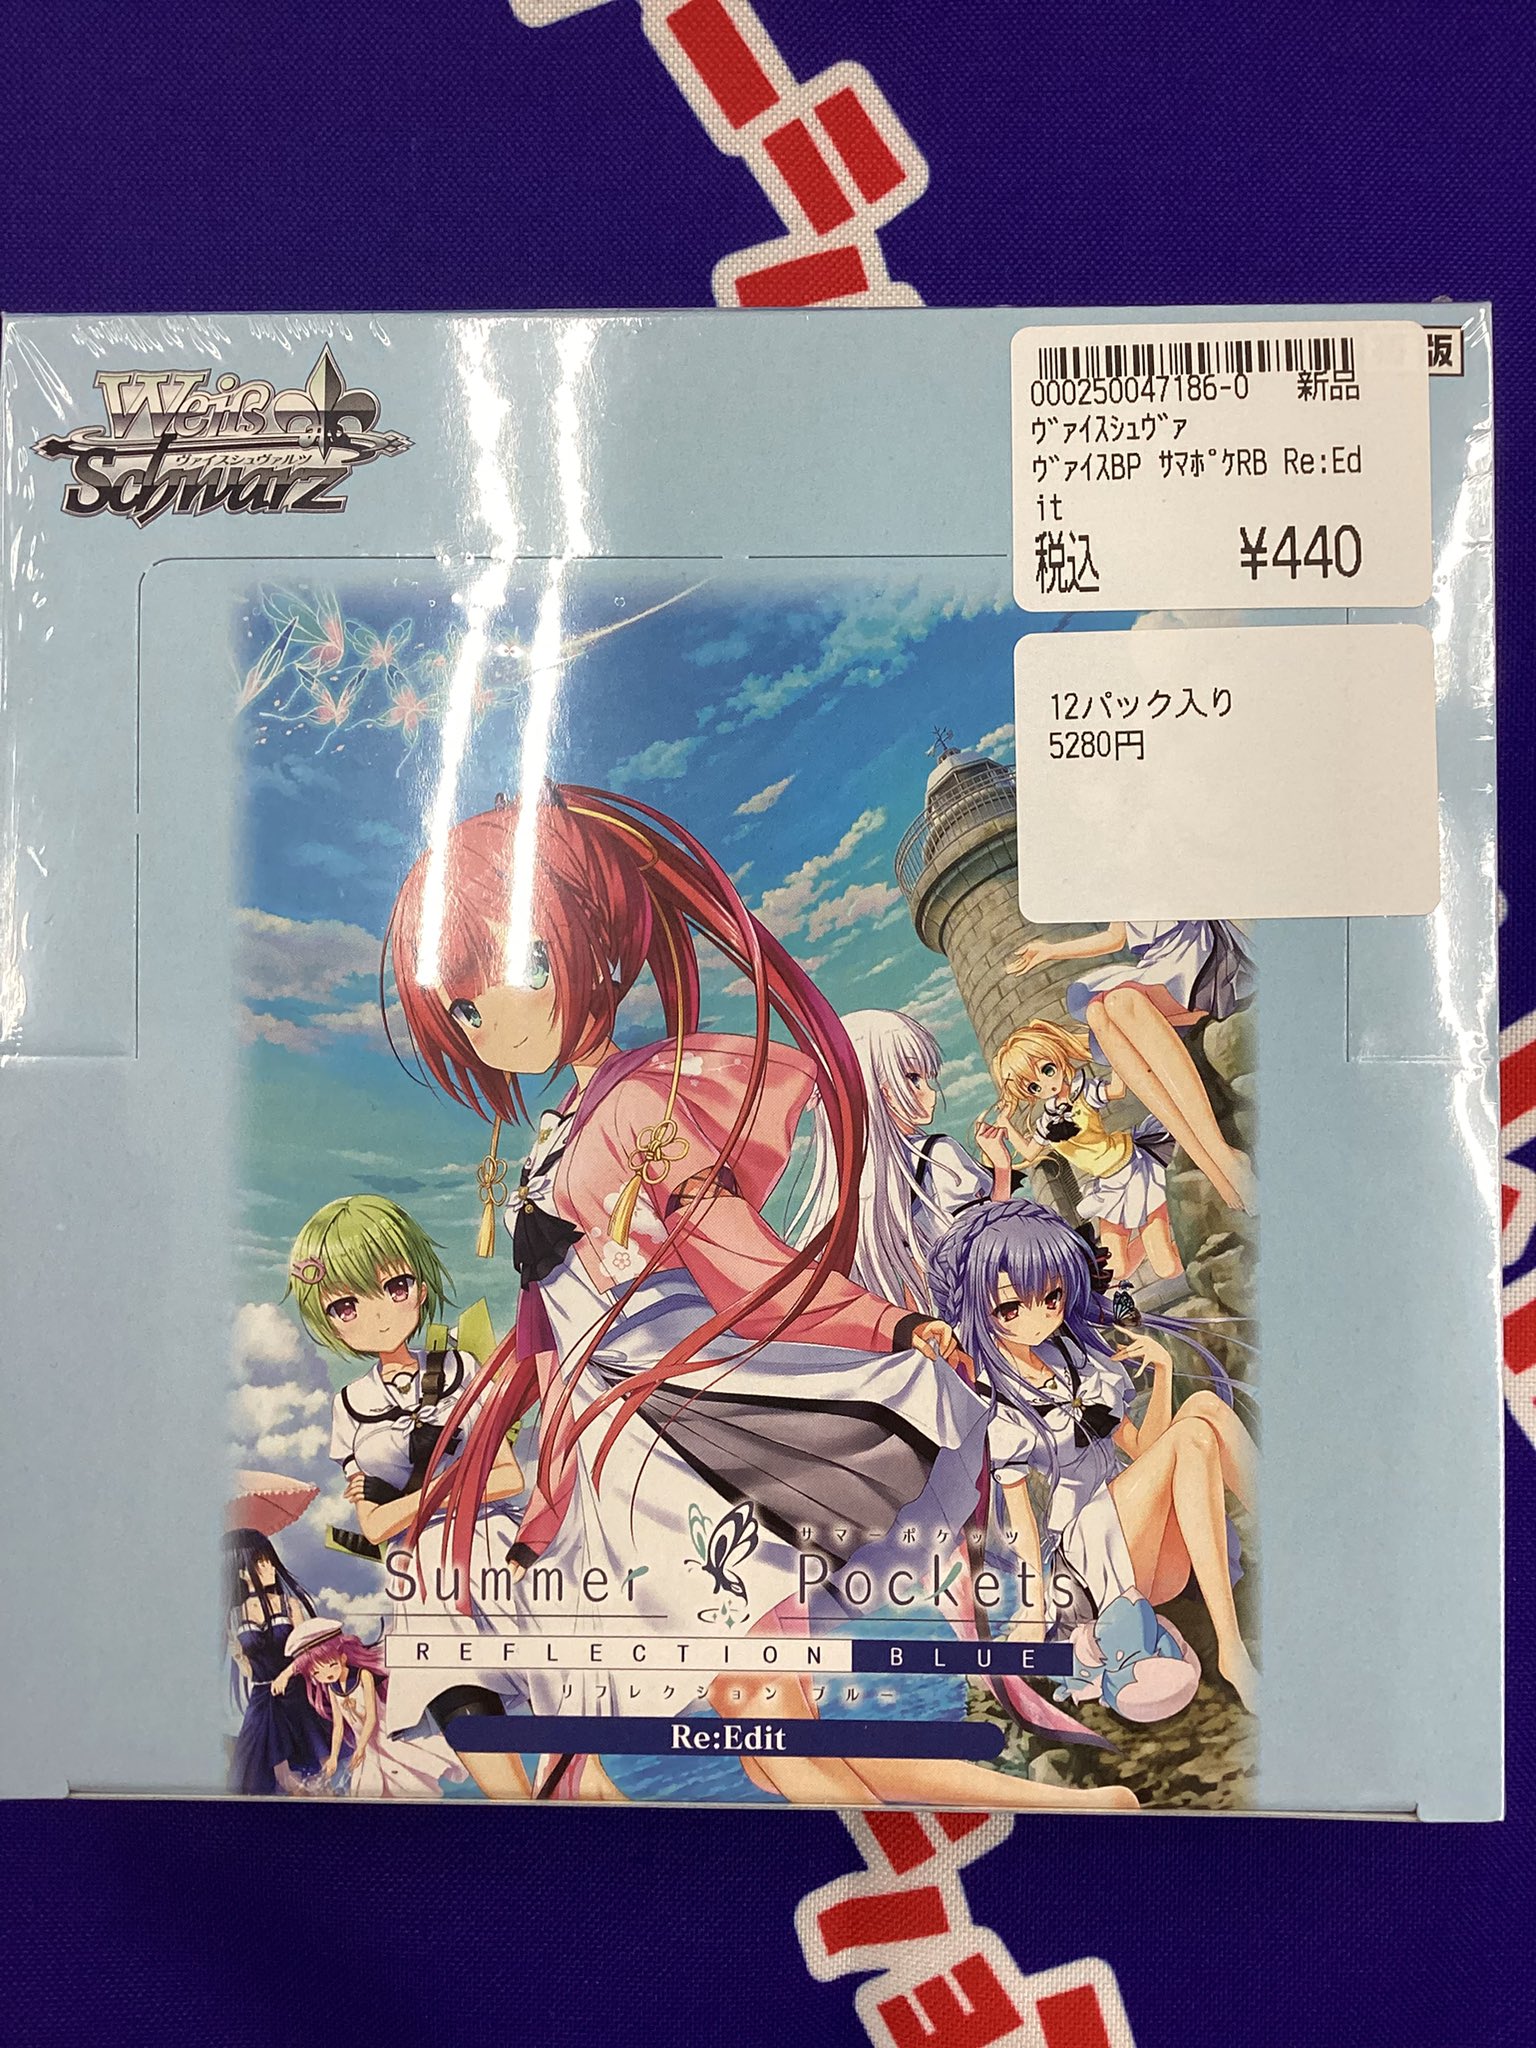 Weiß
ヴァイスシュヴァルツ
Schwarz
版
000250047186-0 新品
ｳﾞｧｲｽｼｭｳﾞｧ
ｳﾞｧｲｽBP ｻﾏﾎﾟｹRB Re:Ed
it
税込 ¥440
12パック入り
5280円
サマーポケッツ
Summer Pockets
REFLECTION BLUE
リフレクション ブルー
Re:Edit